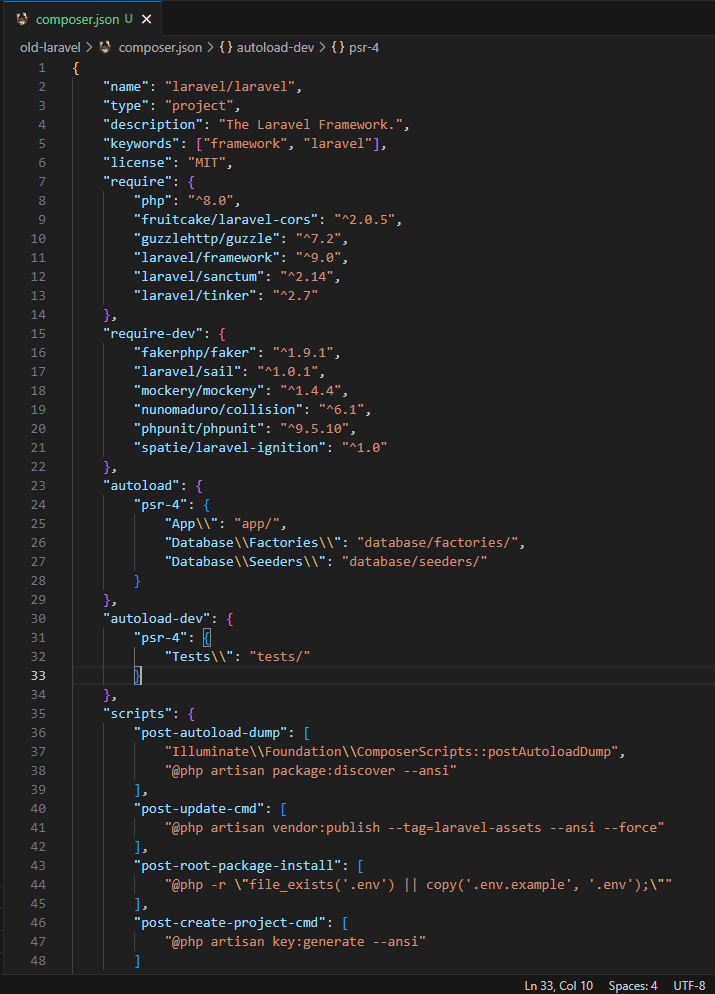 composer.json U ×
old-laravel > composer.json > {} autoload-dev > {} psr-4
1 {
2 "name": "laravel/laravel",
3 "type": "project",
4 "description": "The Laravel Framework.",
5 "keywords": ["framework", "laravel"],
6 "license": "MIT",
7 "require": {
8 "php": "^8.0",
9 "fruitcake/laravel-cors": "^2.0.5",
10 "guzzlehttp/guzzle": "^7.2",
11 "laravel/framework": "^9.0",
12 "laravel/sanctum": "^2.14",
13 "laravel/tinker": "^2.7"
14 },
15 "require-dev": {
16 "fakerphp/faker": "^1.9.1",
17 "laravel/sail": "^1.0.1",
18 "mockery/mockery": "^1.4.4",
19 "nunomaduro/collision": "^6.1",
20 "phpunit/phpunit": "^9.5.10",
21 "spatie/laravel-ignition": "^1.0"
22 },
23 "autoload": {
24 "psr-4": {
25 "App\\": "app/",
26 "Database\\Factories\\": "database/factories/",
27 "Database\\Seeders\\": "database/seeders/"
28 }
29 },
30 "autoload-dev": {
31 "psr-4": {
32 "Tests\\": "tests/"
33 }
34 },
35 "scripts": {
36 "post-autoload-dump": [
37 "Illuminate\\Foundation\\ComposerScripts::postAutoloadDump",
38 "@php artisan package:discover --ansi"
39 ],
40 "post-update-cmd": [
41 "@php artisan vendor:publish --tag=laravel-assets --ansi --force"
42 ],
43 "post-root-package-install": [
44 "@php -r \"file_exists('.env') || copy('.env.example', '.env');\""
45 ],
46 "post-create-project-cmd": [
47 "@php artisan key:generate --ansi"
48 ]
Ln 33, Col 10 Spaces: 4 UTF-8